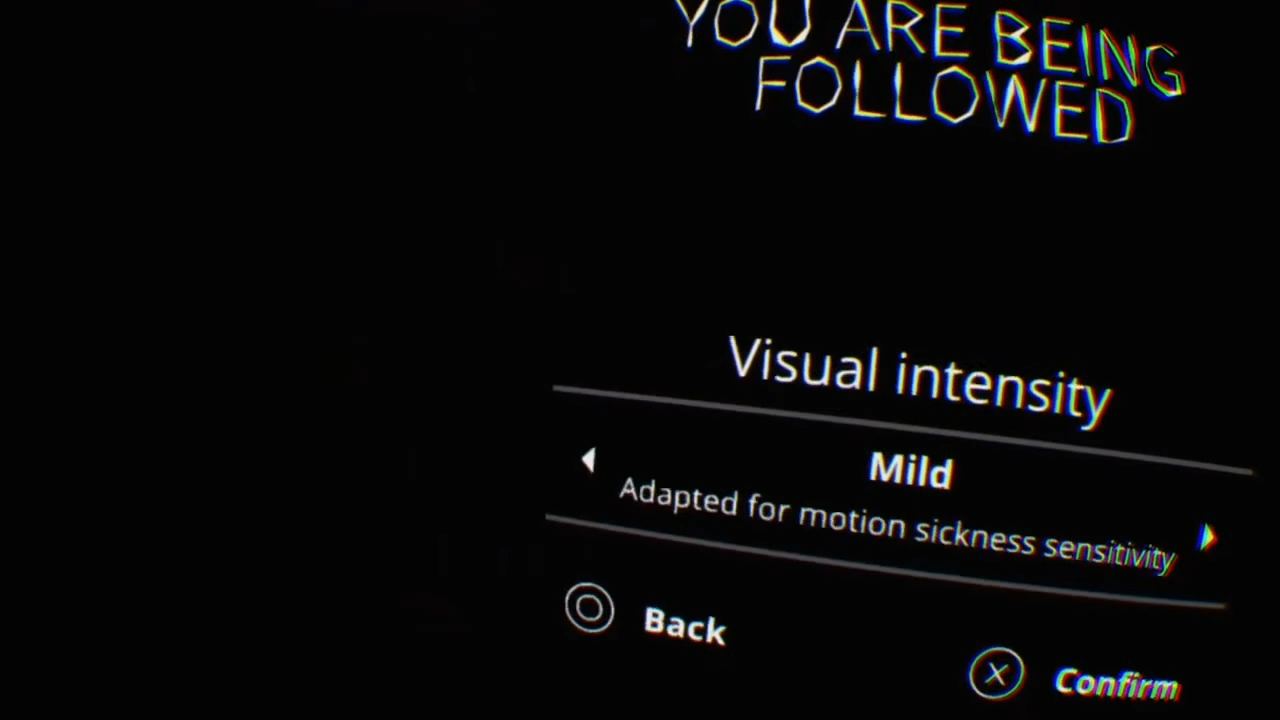 YOU ARE BEING
FOLLOWED
Visual intensity
Mild
Adapted for motion sickness sensitivity
Back
Confirm